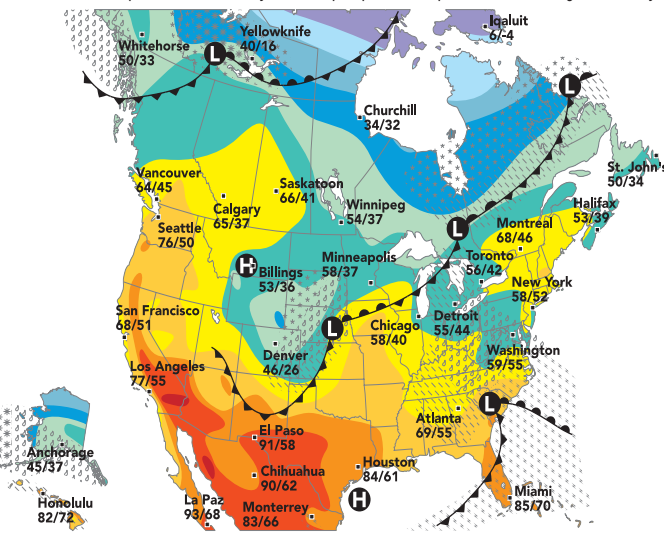 Iqaluit
6/-4
Yellowknife
40/16
Whitehorse
50/33
L
L
Churchill
34/32
St. John's
50/34
Vancouver
64/45
Saskatoon
66/41
Calgary
65/37
Winnipeg
54/37
Halifax
53/39
Montreal
68/46
L
Seattle
76/50
Toronto
56/42
Minneapolis
58/37
H
Billings
53/36
New York
58/52
San Francisco
68/51
L
Chicago
58/40
Detroit
55/44
Denver
46/26
Washington
59/55
Los Angeles
77/55
L
Atlanta
69/55
El Paso
91/58
Anchorage
45/37
Houston
84/61
Chihuahua
90/62
Honolulu
82/72
La Paz
93/68
Monterrey
83/66
H
Miami
85/70